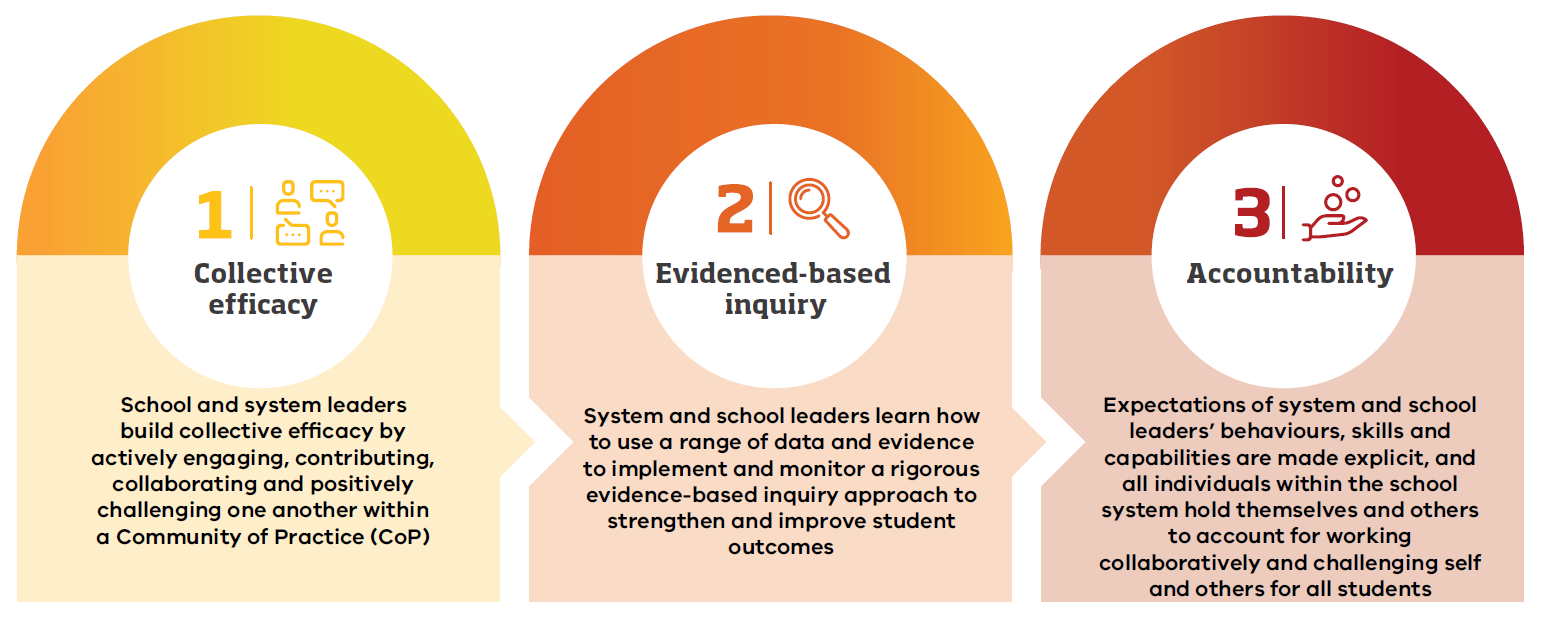 1
Collective
efficacy
School and system leaders
build collective efficacy by
actively engaging, contributing,
collaborating and positively
challenging one another within
a Community of Practice (CoP)
2
Evidenced-based
inquiry
System and school leaders learn how
to use a range of data and evidence
to implement and monitor a rigorous
evidence-based inquiry approach to
strengthen and improve student
outcomes
3
Accountability
Expectations of system and school
leaders’ behaviours, skills and
capabilities are made explicit, and
all individuals within the school
system hold themselves and others
to account for working
collaboratively and challenging self
and others for all students